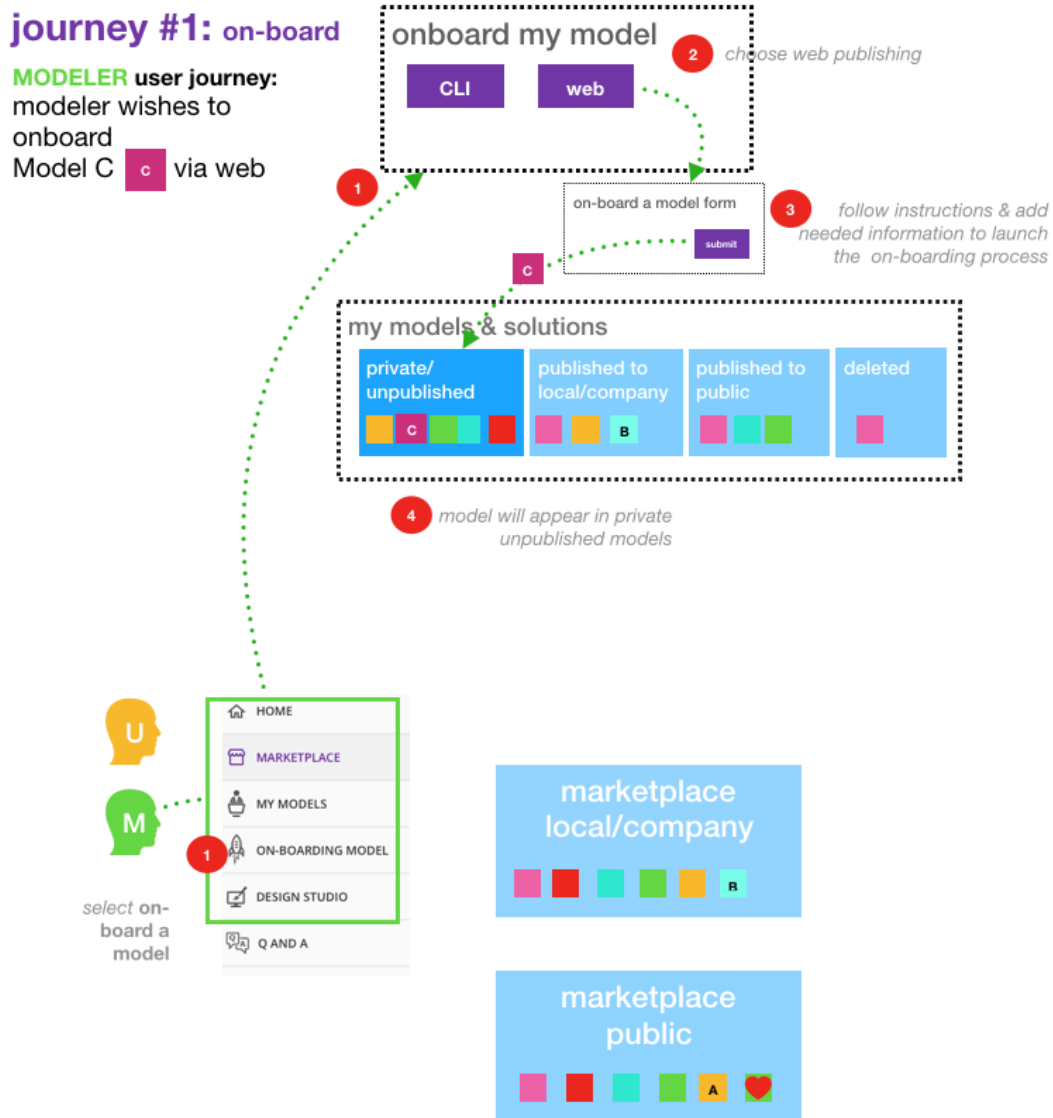 journey #1: on-board
MODELER user journey:
modeler wishes to
onboard
Model C C via web
onboard my model
CLI
web
2
choose web publishing
1
on-board a model form
submit
3
follow instructions & add
needed information to launch
the on-boarding process
C
my models & solutions
private/
unpublished
C
published to
local/company
B
published to
public
deleted
4
model will appear in private
unpublished models
U
M
1
select on-
board a
model
HOME
MARKETPLACE
MY MODELS
ON-BOARDING MODEL
DESIGN STUDIO
Q A
Q AND A
marketplace
local/company
B
marketplace
public
A